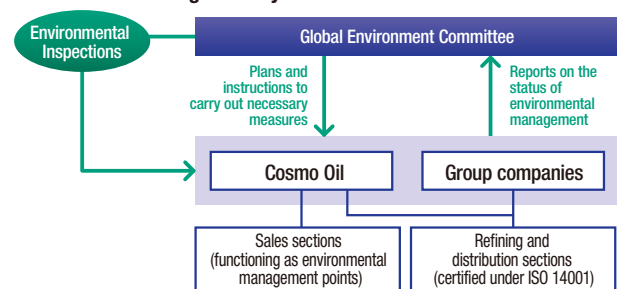 Environmental
Inspections
Global Environment Committee
Plans and
instructions to
carry out necessary
measures
Reports on the
status of
environmental
management
Cosmo Oil
Group companies
Sales sections
(functioning as environmental
management points)
Refining and
distribution sections
(certified under ISO 14001)